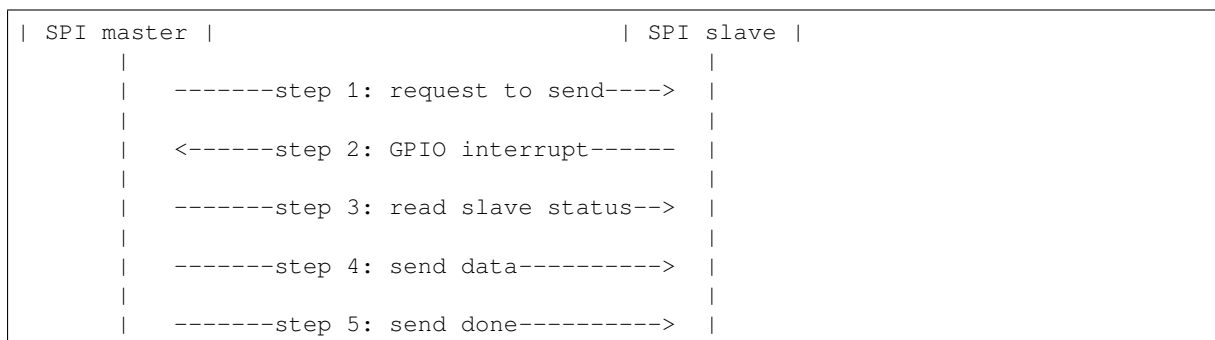 | SPI master |                                | SPI slave |
      |                                             |
      |   -------step 1: request to send---->  |
      |                                             |
      |   <------step 2: GPIO interrupt------  |
      |                                             |
      |   -------step 3: read slave status-->  |
      |                                             |
      |   -------step 4: send data---------->  |
      |                                             |
      |   -------step 5: send done---------->  |